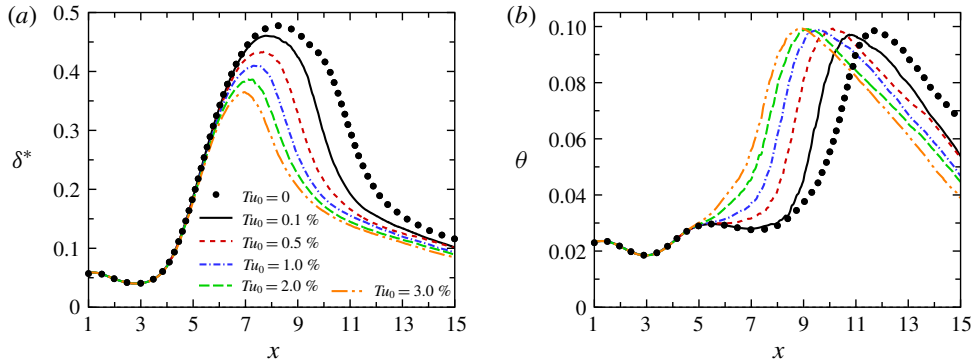 (a)
0.5
0.4
0.3
δ*
0.2
0.1
0
Tu₀ = 0
Tu₀ = 0.1 %
Tu₀ = 0.5 %
Tu₀ = 1.0 %
Tu₀ = 2.0 % Tu₀ = 3.0 %
1 3 5 7 9 11 13 15
x
(b)
0.10
0.08
0.06
θ
0.04
0.02
0
1 3 5 7 9 11 13 15
x